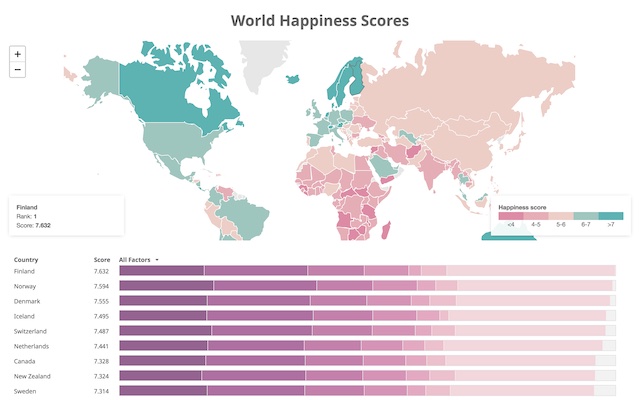 World Happiness Scores
+
−
Finland
Rank: 1
Score: 7.632
Happiness score
<4 4-5 5-6 6-7 >7
Country Score All Factors
Finland 7.632
Norway 7.594
Denmark 7.555
Iceland 7.495
Switzerland 7.487
Netherlands 7.441
Canada 7.328
New Zealand 7.324
Sweden 7.314